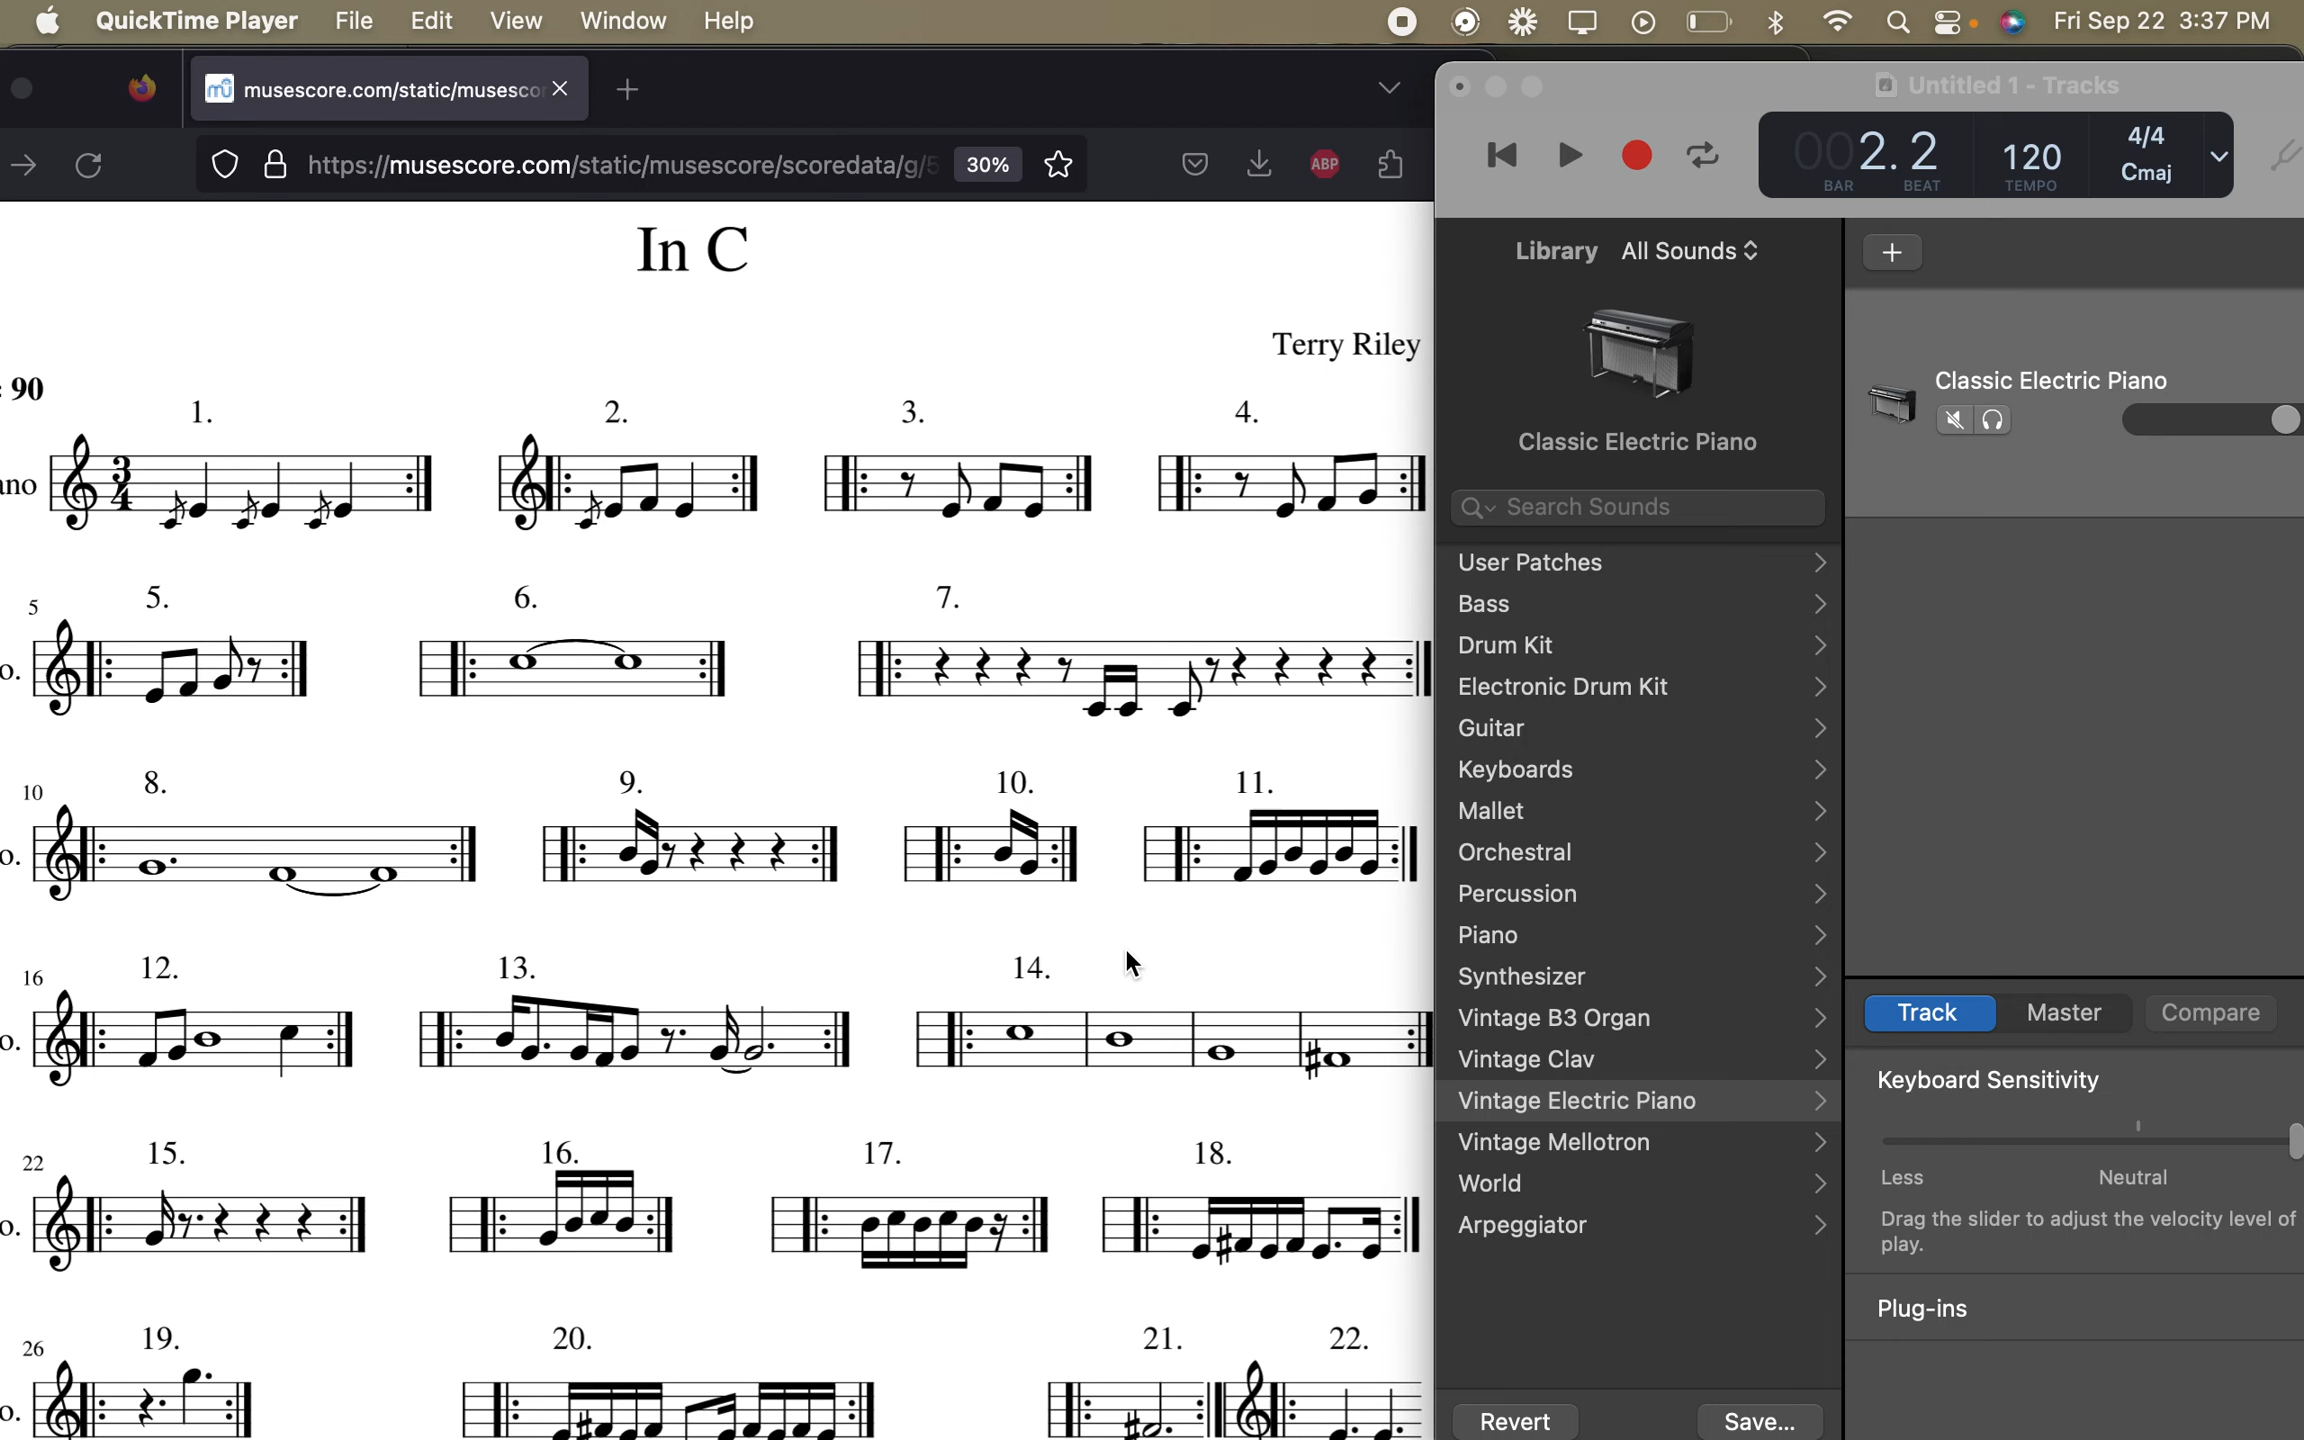 QuickTime Player File Edit View Window Help Fri Sep 22 3:37 PM
musescore.com/static/musesco
https://musescore.com/static/musescore/scoredata/g/5 30% ABP
In C
Terry Riley
: 90
1. 2. 3. 4.
3
4
ano
5 5. 6. 7.
o.
10 8. 9. 10. 11.
o.
16 12. 13. 14.
o.
22 15. 16. 17. 18.
o.
26 19. 20. 21. 22.
o.
Untitled 1 - Tracks
002. 2 120 4/4
Cmaj
BAR BEAT TEMPO
Library All Sounds
Classic Electric Piano
Search Sounds
User Patches
Bass
Drum Kit
Electronic Drum Kit
Guitar
Keyboards
Mallet
Orchestral
Percussion
Piano
Synthesizer
Vintage B3 Organ
Vintage Clav
Vintage Electric Piano
Vintage Mellotron
World
Arpeggiator
Revert Save...
+
Classic Electric Piano
Track Master Compare
Keyboard Sensitivity
Less Neutral
Drag the slider to adjust the velocity level of
play.
Plug-ins